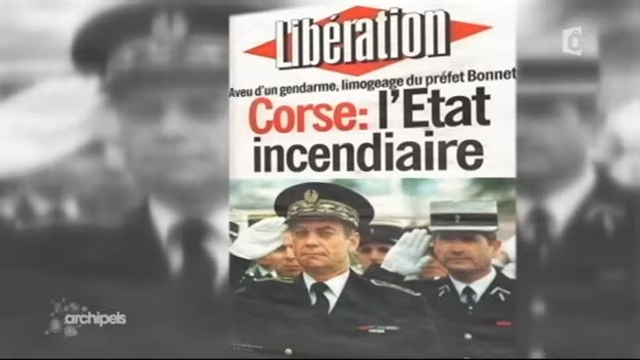 Libération
Aveu d'un gendarme, limogeage du préfet Bonnet
Corse: l'Etat
incendiaire
archipels